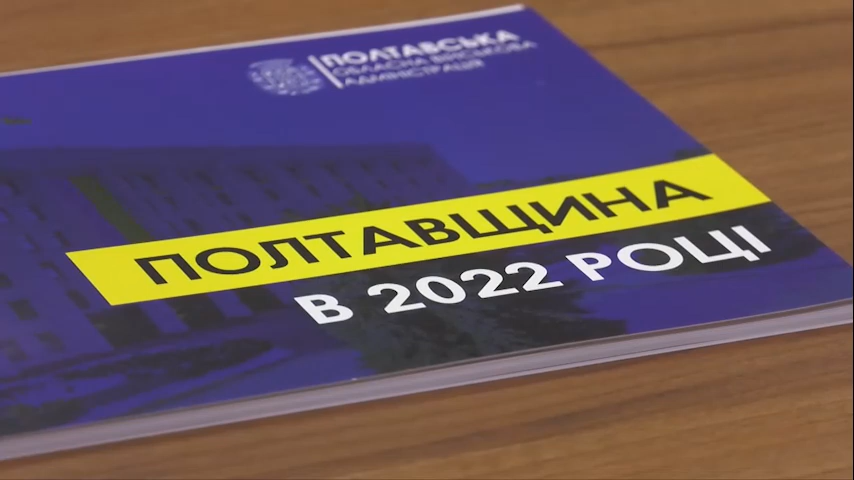 ПОЛТАВСЬКА
ОБЛАСНА ВІЙСЬКОВА
АДМІНІСТРАЦІЯ
ПОЛТАВЩИНА
В 2022 РОЦІ